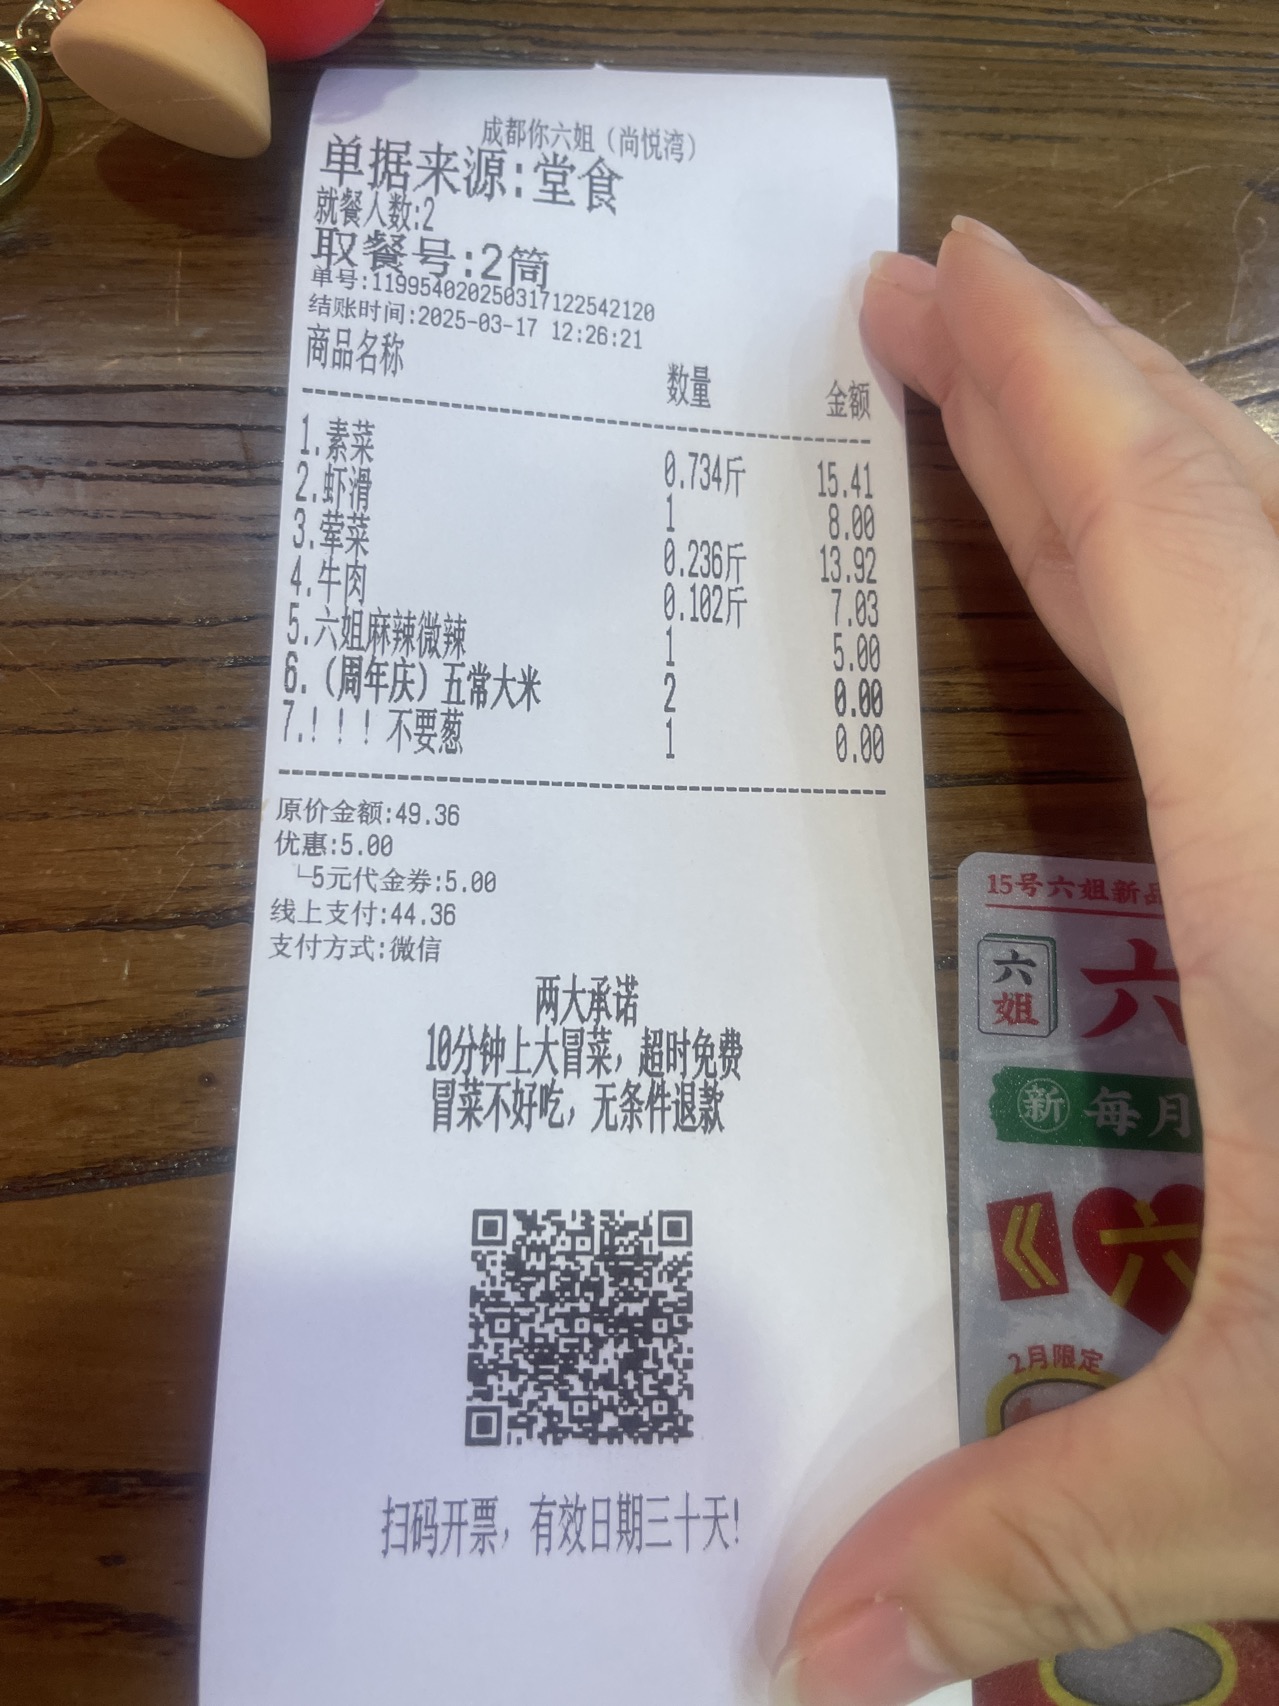 成都你六姐（尚悦湾）
单据来源:堂食
就餐人数:2
取餐号:2筒
单号:119954020250317122542120
结账时间:2025-03-17 12:26:21
商品名称 数量 金额
1.素菜 0.734斤 15.41
2.虾滑 1 8.00
3.荤菜 0.236斤 13.92
4.牛肉 0.102斤 7.03
5.六姐麻辣微辣 1 5.00
6.（周年庆）五常大米 2 0.00
7.！！！不要葱 1 0.00
原价金额:49.36
优惠:5.00
└5元代金券:5.00
线上支付:44.36
支付方式:微信
两大承诺
10分钟上大冒菜，超时免费
冒菜不好吃，无条件退款
扫码开票，有效日期三十天!
15号六姐新品
六姐
六
新 每月
《 六
2月限定